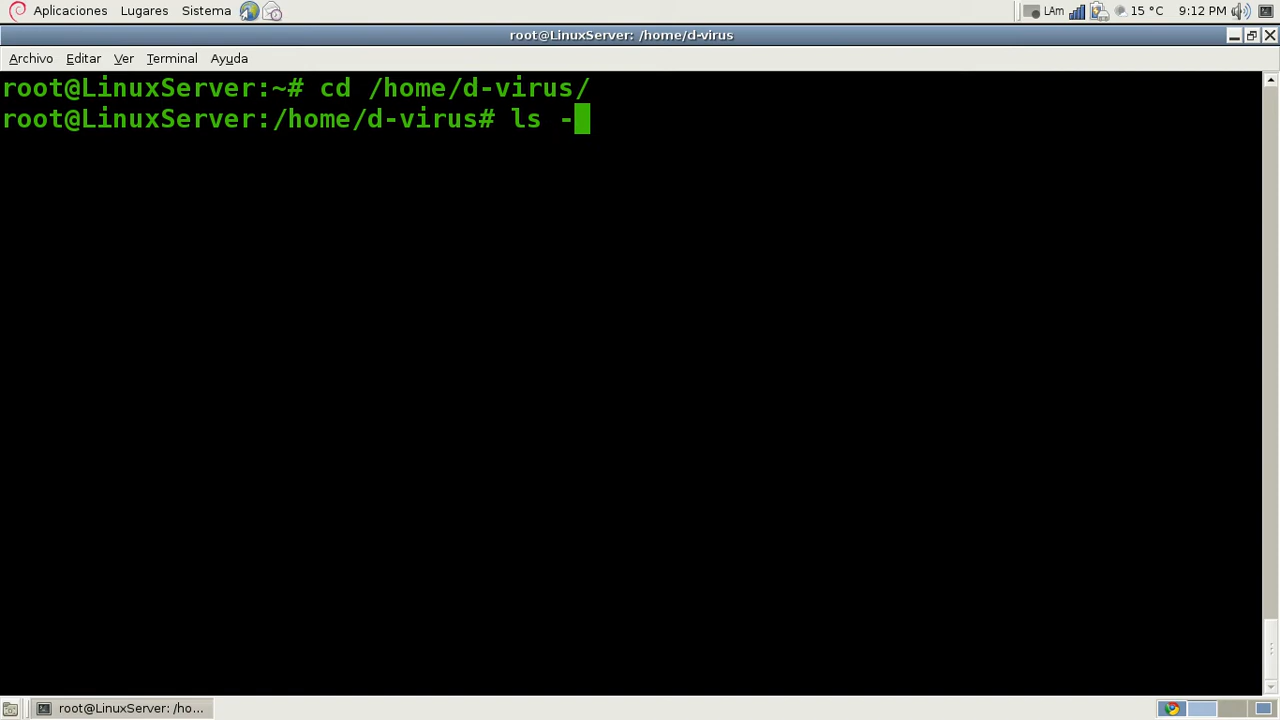 Aplicaciones Lugares Sistema LAm 15 °C 9:12 PM
root@LinuxServer: /home/d-virus
Archivo Editar Ver Terminal Ayuda
root@LinuxServer:~# cd /home/d-virus/
root@LinuxServer:/home/d-virus# ls -
root@LinuxServer: /ho...